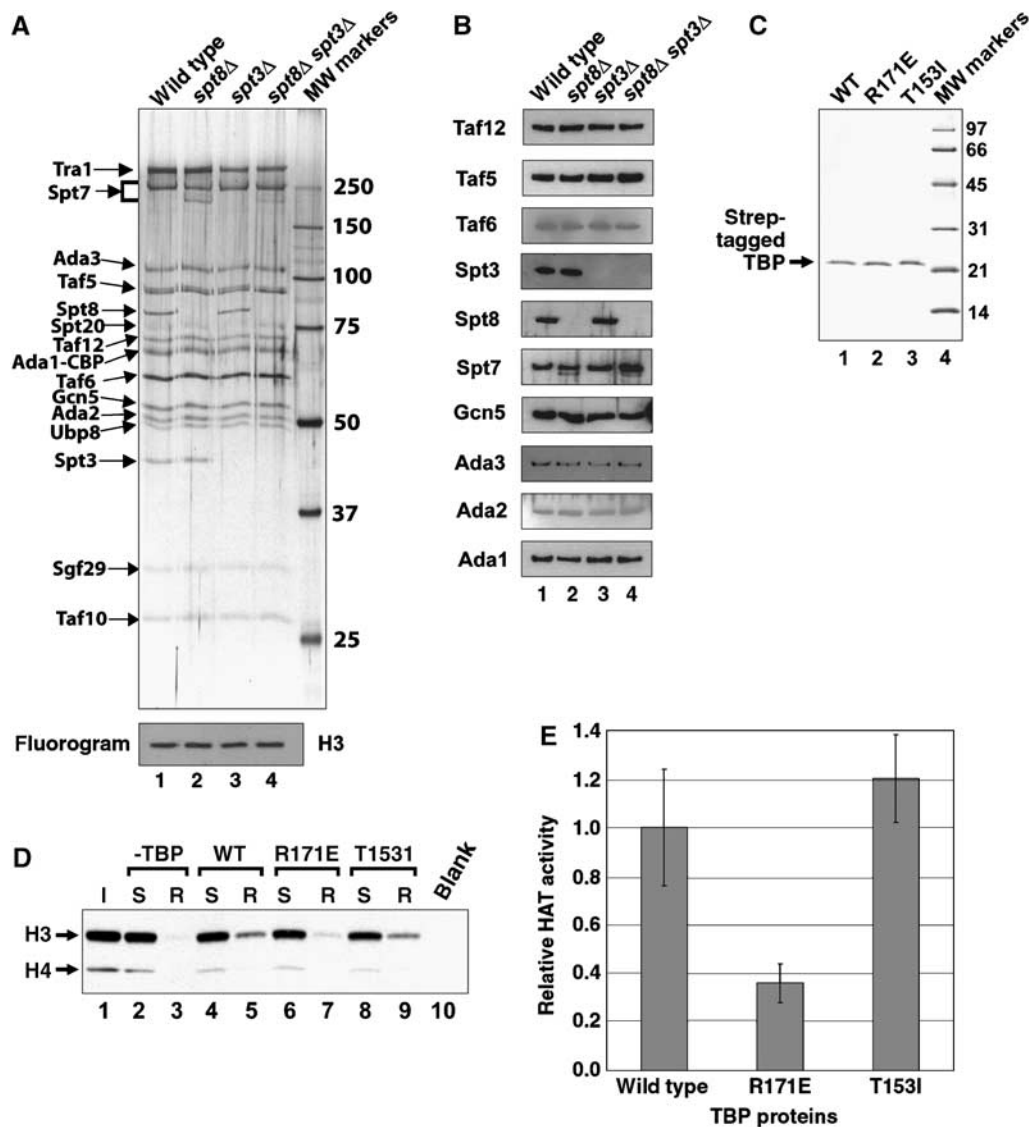 A
Wild type
spt8Δ
spt3Δ
spt8Δ spt3Δ
MW markers
Tra1
Spt7
Ada3
Taf5
Spt8
Spt20
Taf12
Ada1-CBP
Taf6
Gcn5
Ada2
Ubp8
Spt3
Sgf29
Taf10
250
150
100
75
50
37
25
Fluorogram
H3
1 2 3 4
B
Wild type
spt8Δ
spt3Δ
spt8Δ spt3Δ
Taf12
Taf5
Taf6
Spt3
Spt8
Spt7
Gcn5
Ada3
Ada2
Ada1
1 2 3 4
C
WT
R171E
T153I
MW markers
97
66
45
31
21
14
Strep-
tagged
TBP
1 2 3 4
D
-TBP WT R171E T1531 Blank
I S R S R S R S R
H3
H4
1 2 3 4 5 6 7 8 9 10
E
Relative HAT activity
1.4
1.2
1.0
0.8
0.6
0.4
0.2
0.0
Wild type R171E T153I
TBP proteins